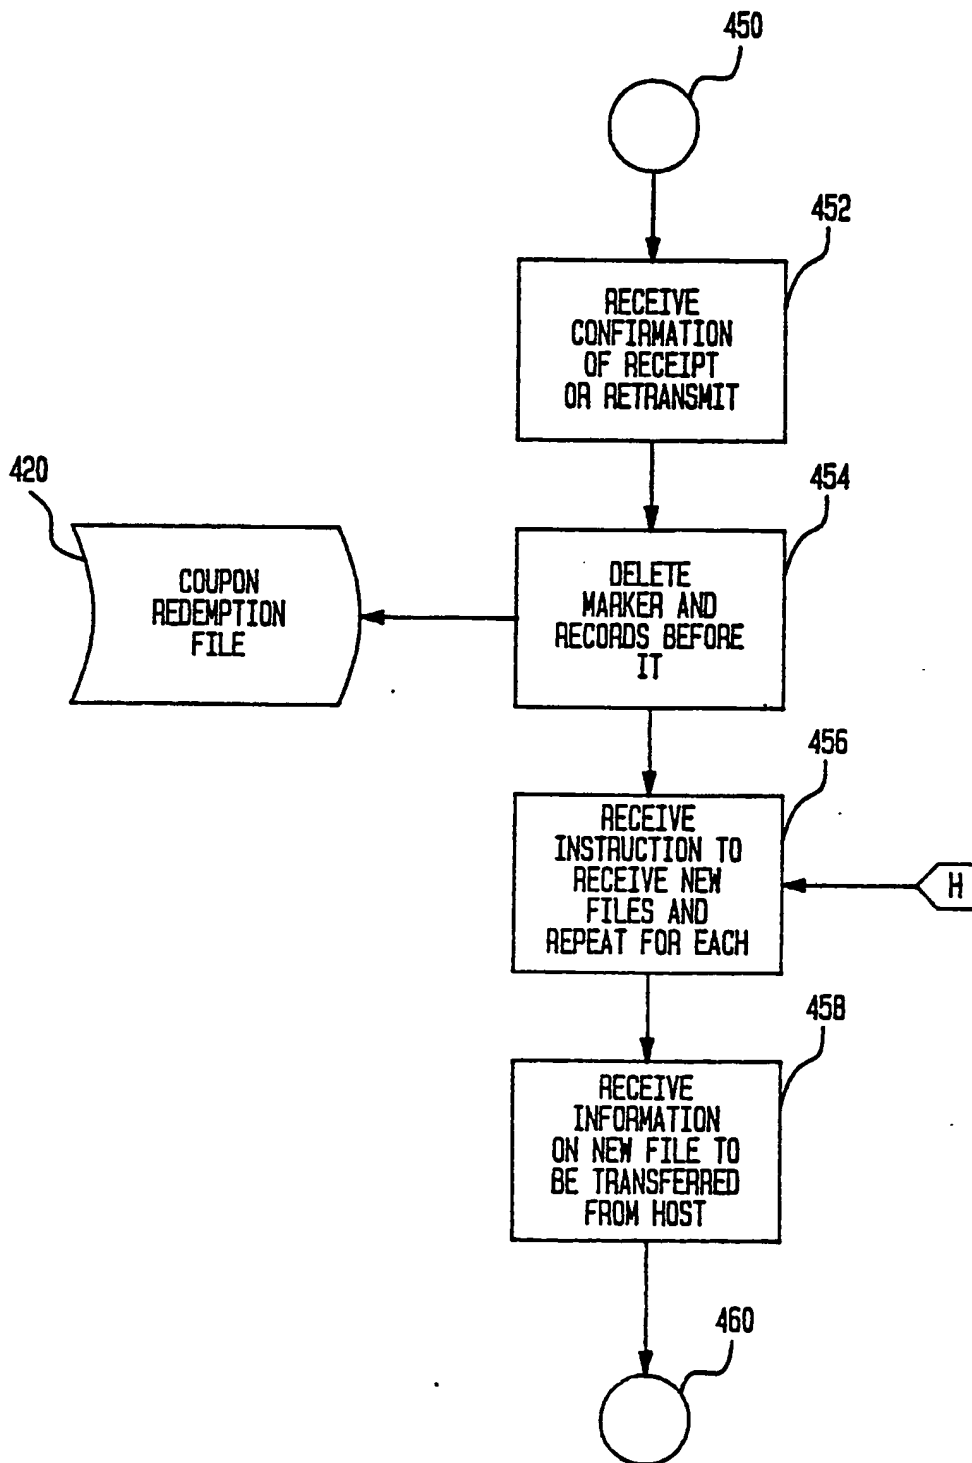 450
452
RECEIVE
CONFIRMATION
OF RECEIPT
OR RETRANSMIT
420
COUPON
REDEMPTION
FILE
454
DELETE
MARKER AND
RECORDS BEFORE
IT
456
RECEIVE
INSTRUCTION TO
RECEIVE NEW
FILES AND
REPEAT FOR EACH
H
458
RECEIVE
INFORMATION
ON NEW FILE TO
BE TRANSFERRED
FROM HOST
460